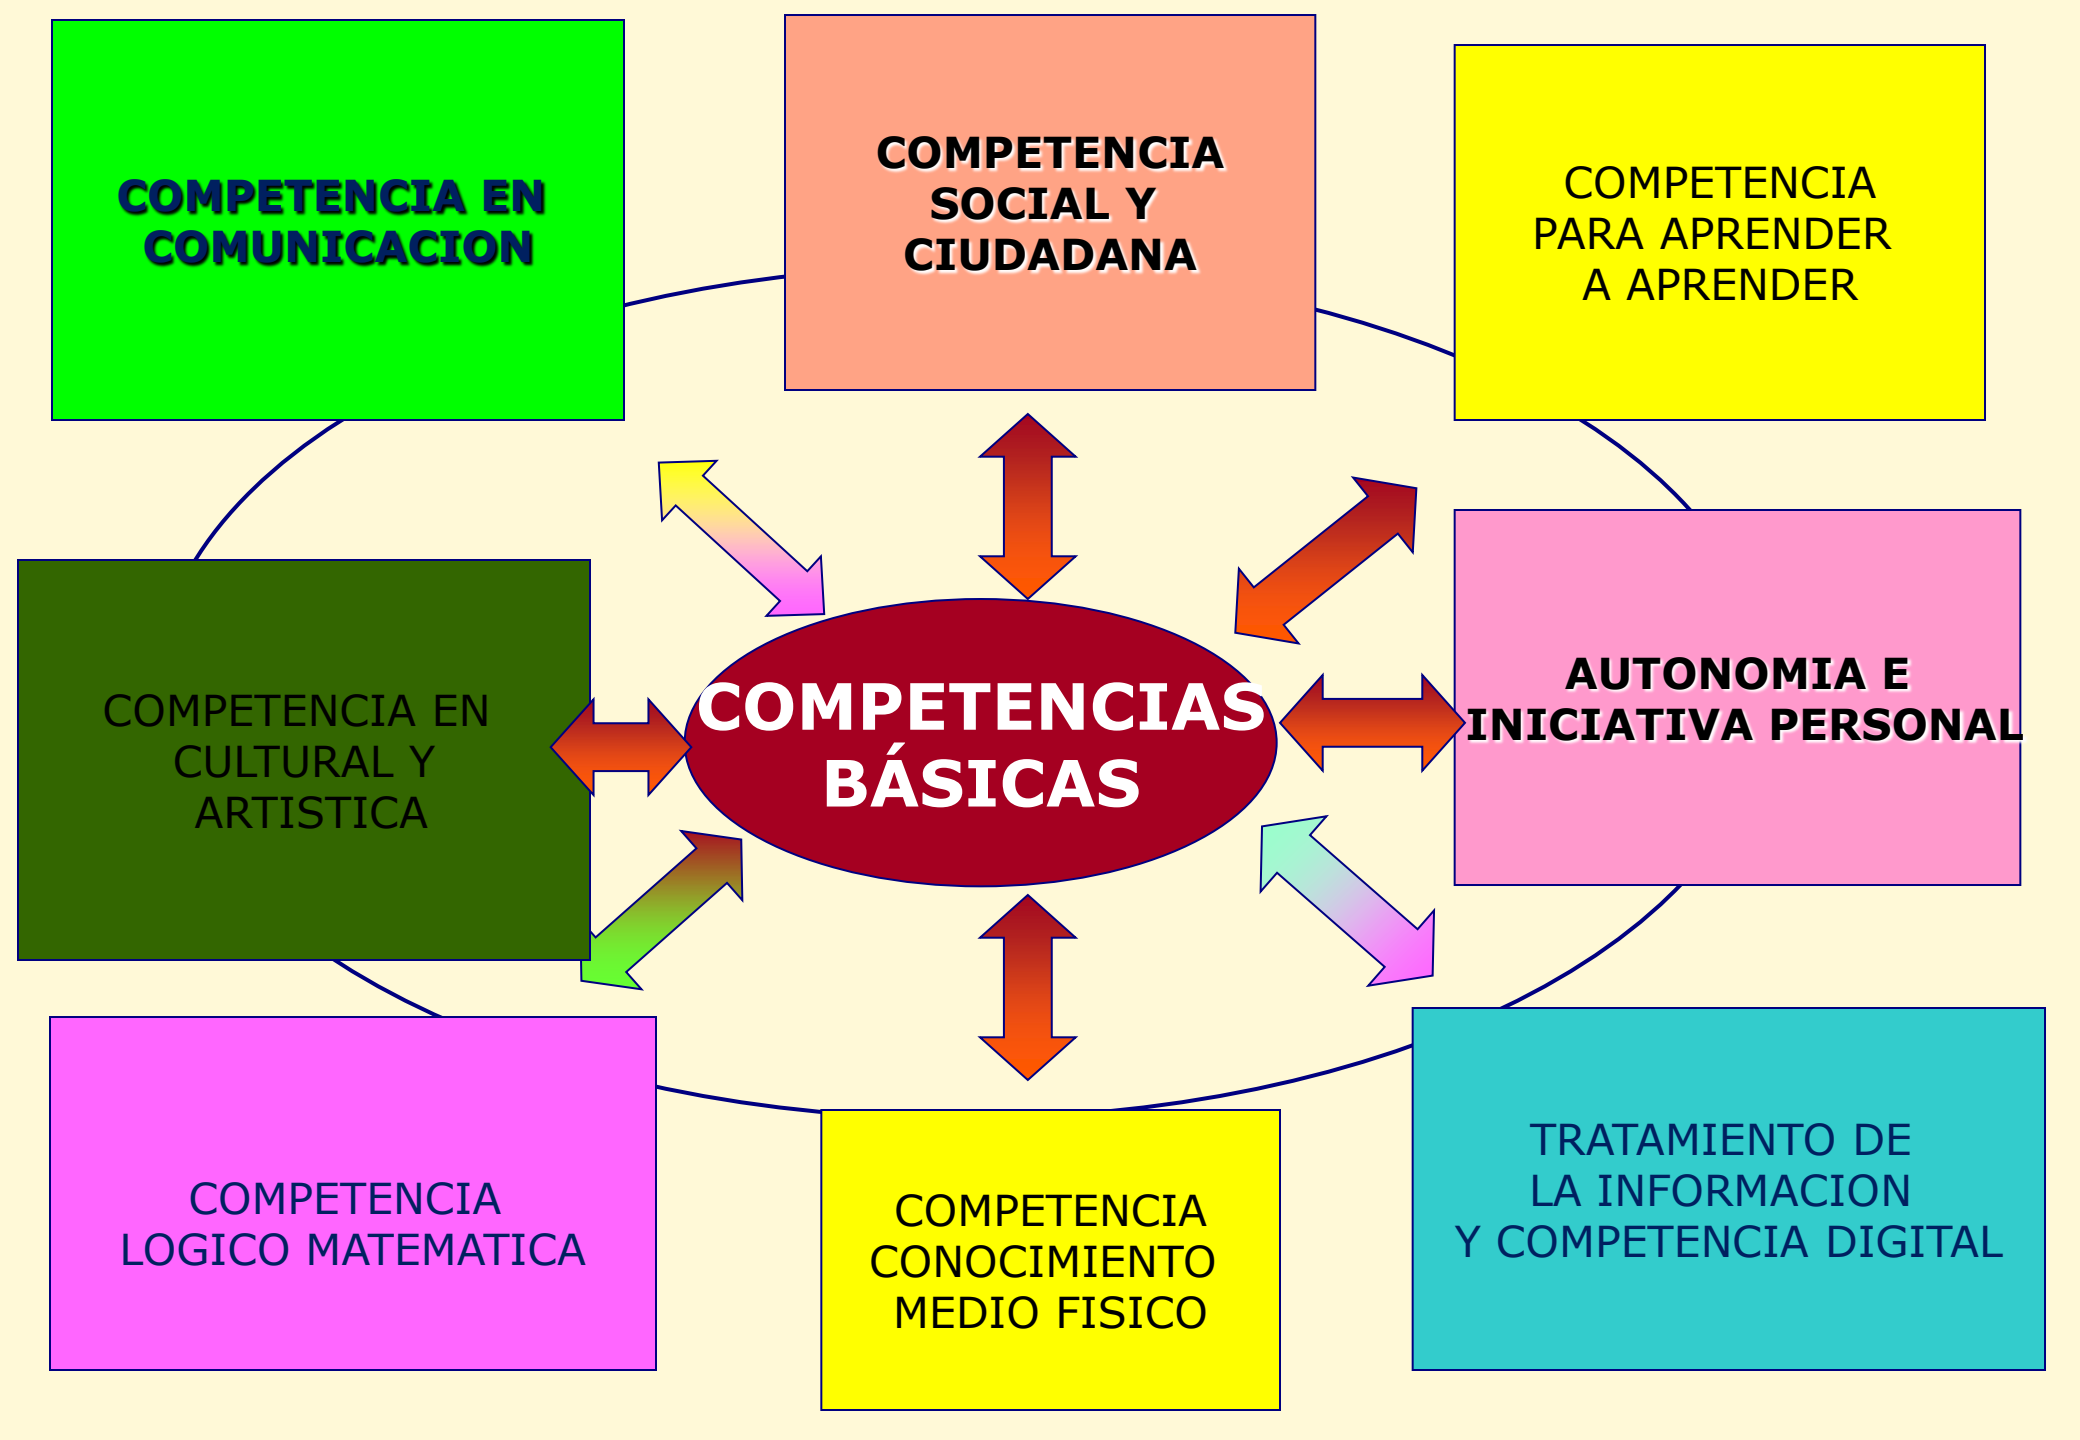 COMPETENCIA EN
COMUNICACION
COMPETENCIA
SOCIAL Y
CIUDADANA
COMPETENCIA
PARA APRENDER
A APRENDER
COMPETENCIA EN
CULTURAL Y
ARTISTICA
COMPETENCIAS
BÁSICAS
AUTONOMIA E
INICIATIVA PERSONAL
COMPETENCIA
LOGICO MATEMATICA
COMPETENCIA
CONOCIMIENTO
MEDIO FISICO
TRATAMIENTO DE
LA INFORMACION
Y COMPETENCIA DIGITAL